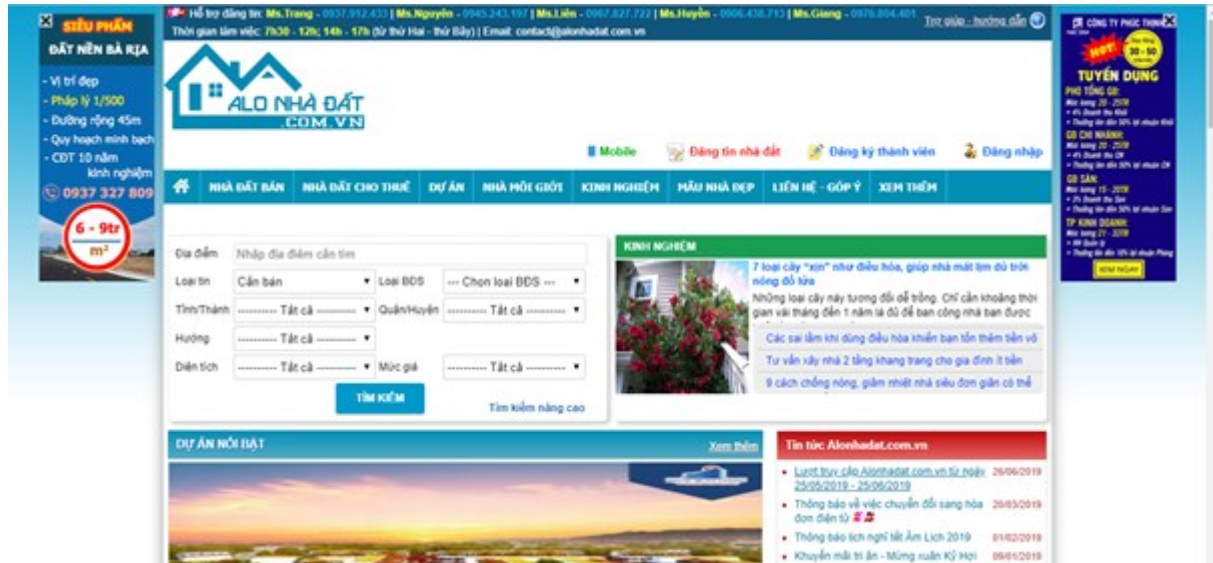 Hỗ trợ đăng tin: Ms.Trang - 0937.912.433 | Ms.Nguyên - 0945.243.197 | Ms.Liên - 0967.827.722 | Ms.Huyền - 0906.438.713 | Ms.Giang - 0976.804.401
Trợ giúp - hướng dẫn
Thời gian làm việc: 7h30 - 12h; 14h - 17h (từ thứ Hai - thứ Bảy) | Email: contact@alonhadat.com.vn
SIÊU PHẨM
ĐẤT NỀN BÀ RỊA
- Vị trí đẹp
- Pháp lý 1/500
- Đường rộng 45m
- Quy hoạch minh bạch
- CĐT 10 năm
kinh nghiệm
0937 327 809
6 - 9tr
m²
ALO NHÀ ĐẤT
.COM.VN
Mobile Đăng tin nhà đất Đăng ký thành viên Đăng nhập
NHÀ ĐẤT BÁN NHÀ ĐẤT CHO THUÊ DỰ ÁN NHÀ MÔI GIỚI KINH NGHIỆM MẪU NHÀ ĐẸP LIÊN HỆ - GÓP Ý XEM THÊM
Địa điểm Nhập địa điểm cần tìm
Loại tin Cần bán Loại BĐS --- Chọn loại BĐS ---
Tỉnh/Thành ---------- Tất cả ---------- Quận/Huyện ---------- Tất cả ----------
Hướng ---------- Tất cả ----------
Diện tích ---------- Tất cả ---------- Mức giá ---------- Tất cả ----------
TÌM KIẾM
Tìm kiếm nâng cao
KINH NGHIỆM
7 loại cây "xịn" như điều hòa, giúp nhà mát lịm dù trời
nóng đổ lửa
Những loại cây này tương đối dễ trồng. Chỉ cần khoảng thời
gian vài tháng đến 1 năm là đủ để ban công nhà bạn được
Các sai lầm khi dùng điều hòa khiến bạn tốn thêm tiền vô
Tư vấn xây nhà 2 tầng khang trang cho gia đình ít tiền
9 cách chống nóng, giảm nhiệt nhà siêu đơn giản có thể
DỰ ÁN NỔI BẬT
Xem thêm
Tin tức Alonhadat.com.vn
Lượt truy cập Alonhadat.com.vn từ ngày 26/06/2019
25/05/2019 - 25/06/2019
Thông báo về việc chuyển đổi sang hóa 20/03/2019
đơn điện tử
Thông báo lịch nghỉ tết Âm Lịch 2019 01/02/2019
Khuyến mãi tri ân - Mừng xuân Kỷ Hợi 09/01/2019
CÔNG TY PHÚC THỊNH
HOT
30 - 50
TUYỂN DỤNG
PHÓ TỔNG GĐ:
GĐ CHI NHÁNH:
GĐ SÀN:
TP KINH DOANH:
XEM NGAY